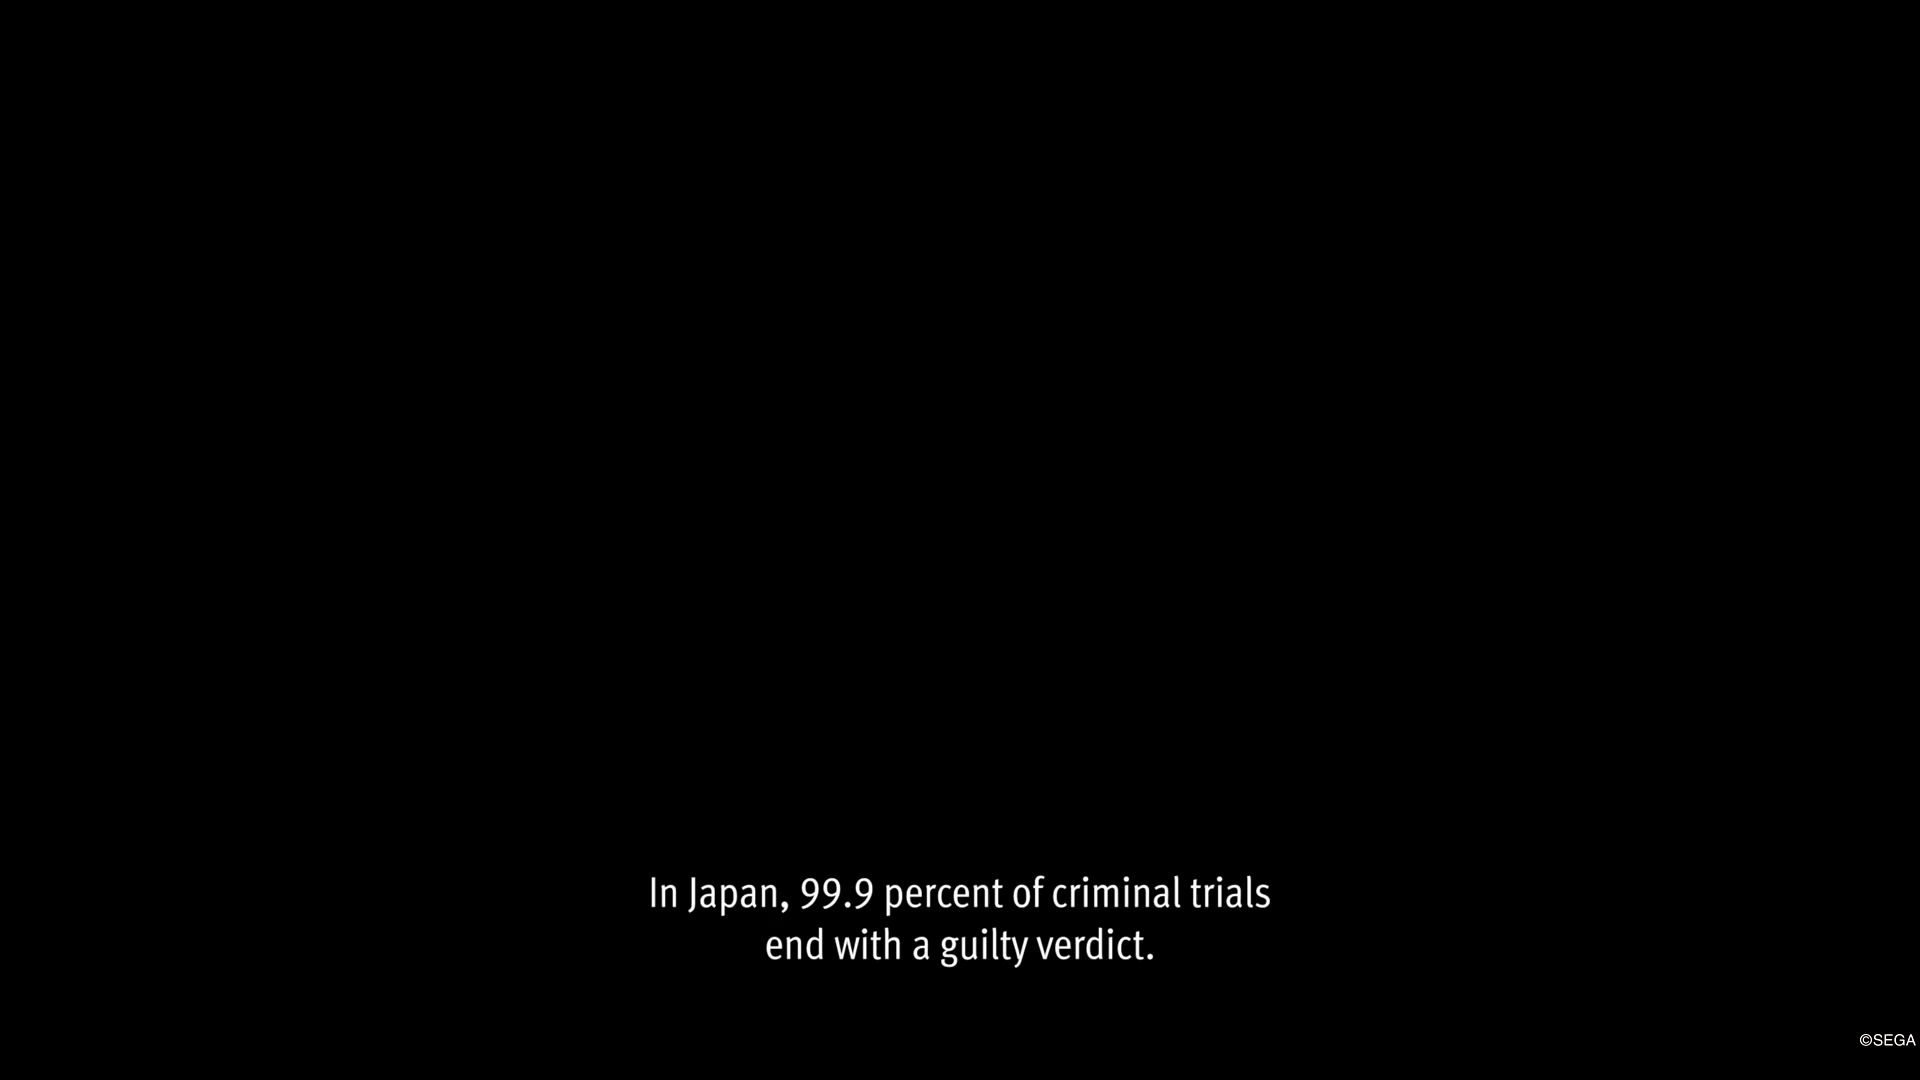 In Japan, 99.9 percent of criminal trials
end with a guilty verdict.
©SEGA